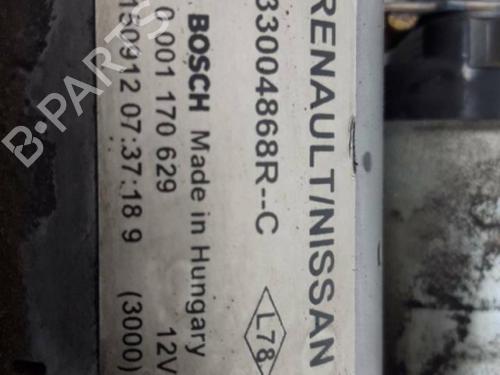 RENAULT/NISSAN
33004868R--C
L78
BOSCH Made in Hungary
0 001 170 629 12V
150912 07:37:18 9 (3000)
B-PARTS